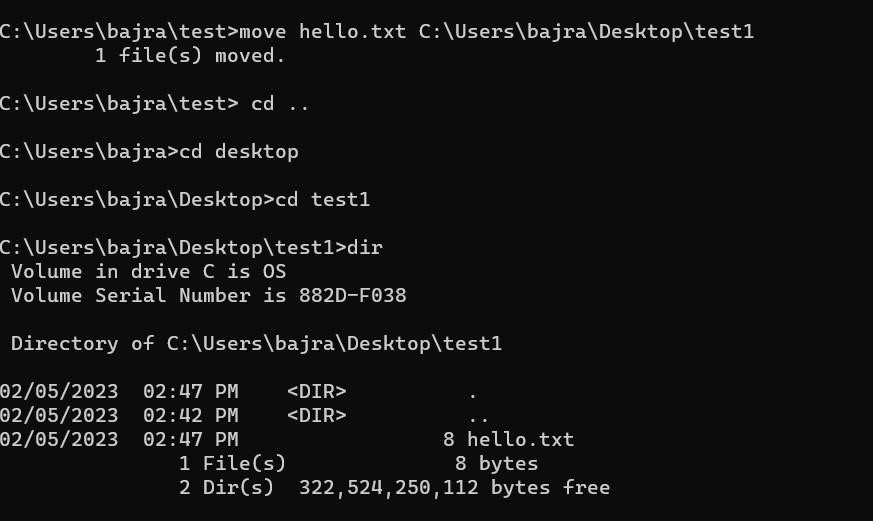 C:\Users\bajra\test>move hello.txt C:\Users\bajra\Desktop\test1
        1 file(s) moved.
C:\Users\bajra\test> cd ..
C:\Users\bajra>cd desktop
C:\Users\bajra\Desktop>cd test1
C:\Users\bajra\Desktop\test1>dir
 Volume in drive C is OS
 Volume Serial Number is 882D-F038
 Directory of C:\Users\bajra\Desktop\test1
02/05/2023  02:47 PM    <DIR>          .
02/05/2023  02:42 PM    <DIR>          ..
02/05/2023  02:47 PM                 8 hello.txt
               1 File(s)              8 bytes
               2 Dir(s)  322,524,250,112 bytes free